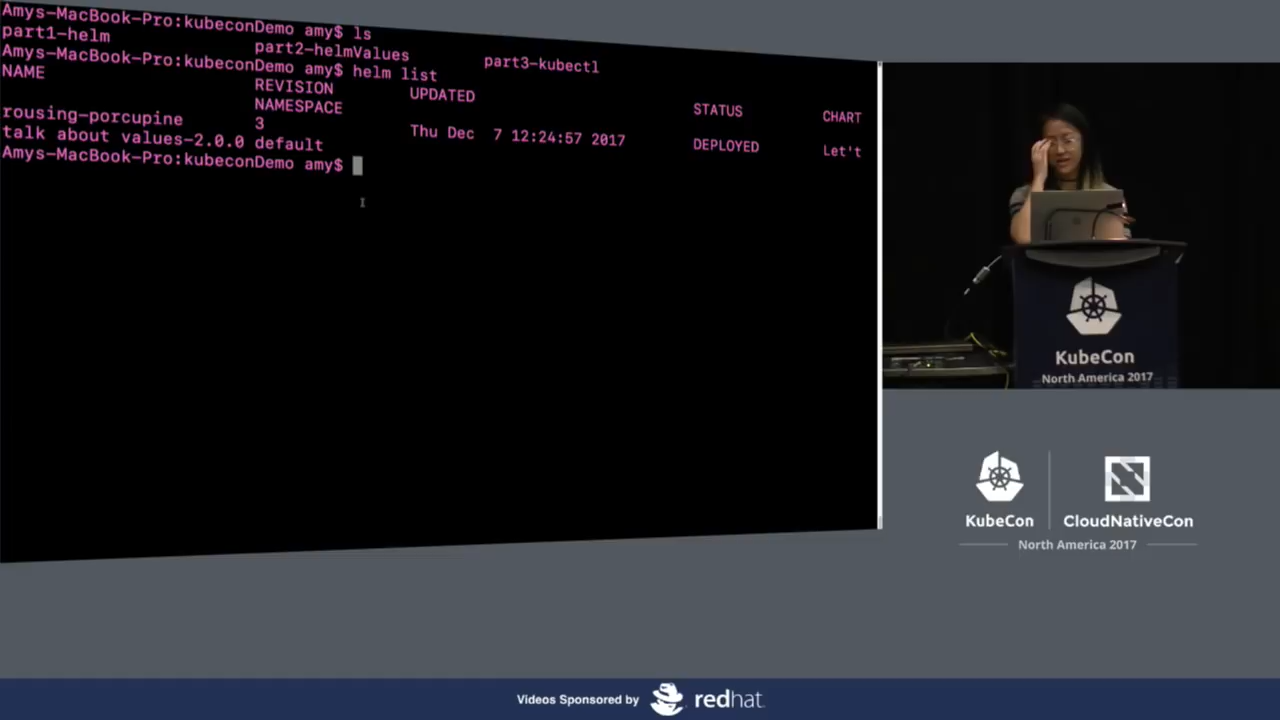 Amys-MacBook-Pro:kubeconDemo amy$ ls
part1-helm part2-helmValues part3-kubectl
Amys-MacBook-Pro:kubeconDemo amy$ helm list
NAME REVISION UPDATED STATUS CHART
NAMESPACE
rousing-porcupine 3 Thu Dec 7 12:24:57 2017 DEPLOYED Let't
talk about values-2.0.0 default
Amys-MacBook-Pro:kubeconDemo amy$
KubeCon
North America 2017
KubeCon CloudNativeCon
North America 2017
Videos Sponsored by redhat.